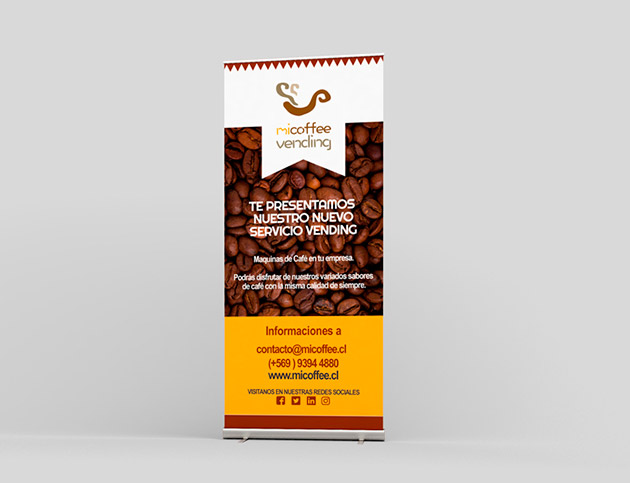 micoffee
vending
TE PRESENTAMOS
NUESTRO NUEVO
SERVICIO VENDING
Maquinas de Café en tu empresa.
Podrás disfrutar de nuestros variados sabores
de café con la misma calidad de siempre.
Informaciones a
contacto@micoffee.cl
(+569 ) 9394 4880
www.micoffee.cl
VISITANOS EN NUESTRAS REDES SOCIALES